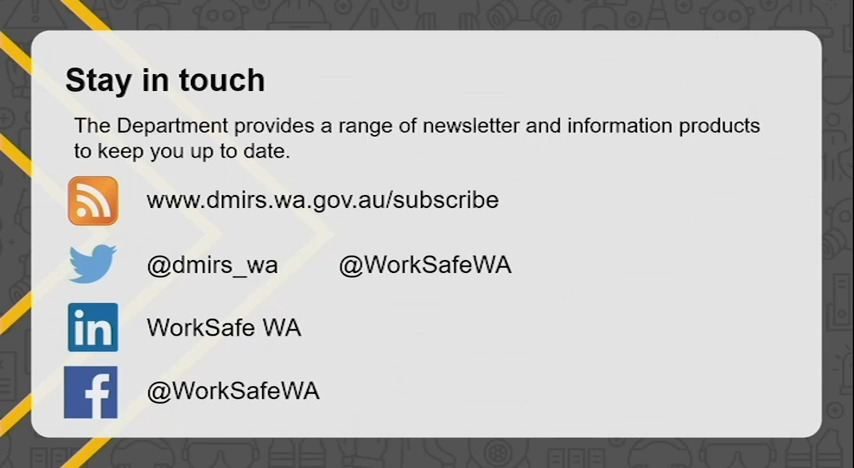 Stay in touch
The Department provides a range of newsletter and information products
to keep you up to date.
www.dmirs.wa.gov.au/subscribe
@dmirs_wa @WorkSafeWA
in WorkSafe WA
f @WorkSafeWA